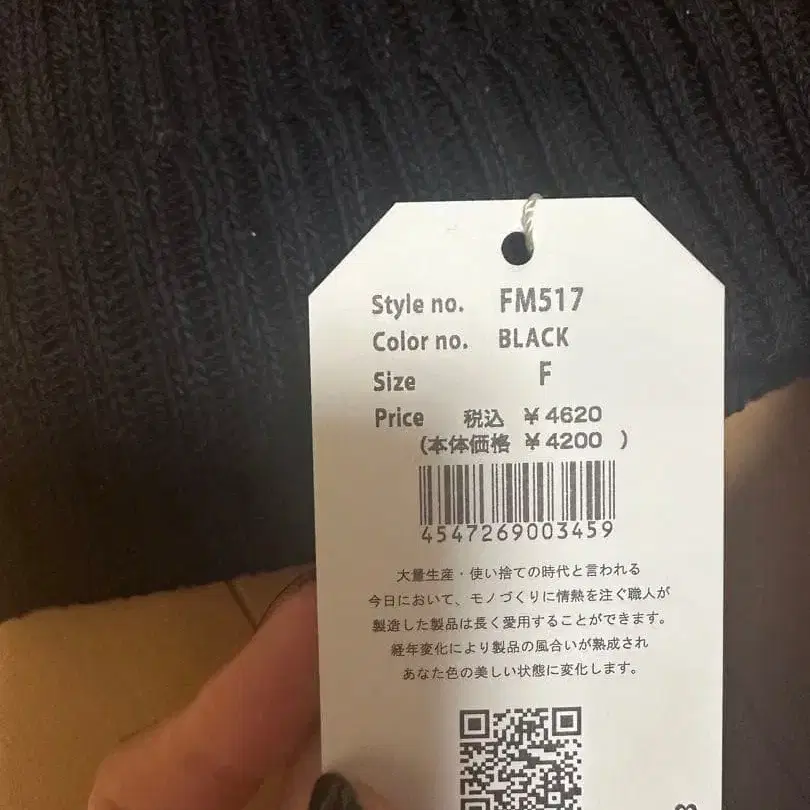 Style no. FM517
Color no. BLACK
Size F
Price 税込 ￥4620
(本体価格 ￥4200 )
4547269003459
大量生産・使い捨ての時代と言われる
今日において、モノづくりに情熱を注ぐ職人が
製造した製品は長く愛用することができます。
経年変化により製品の風合いが熟成され
あなた色の美しい状態に変化します。